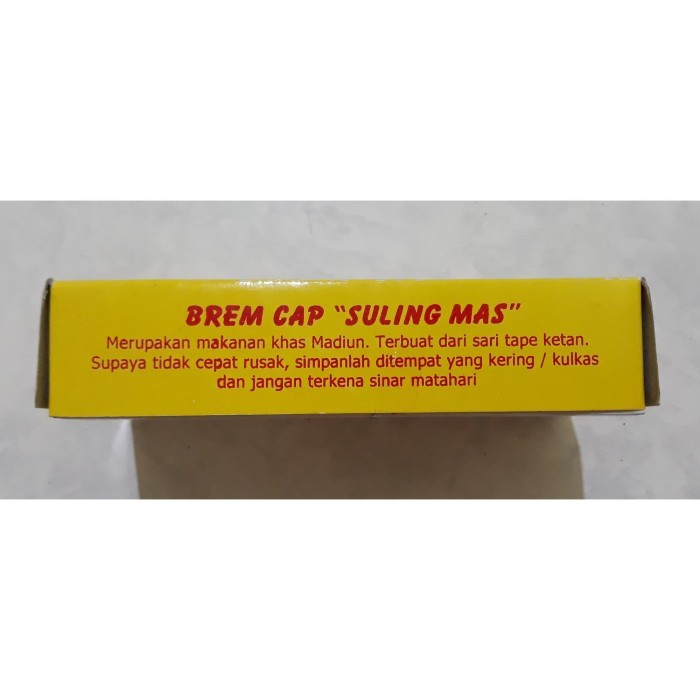 BREM CAP "SULING MAS"
Merupakan makanan khas Madiun. Terbuat dari sari tape ketan.
Supaya tidak cepat rusak, simpanlah ditempat yang kering / kulkas
dan jangan terkena sinar matahari